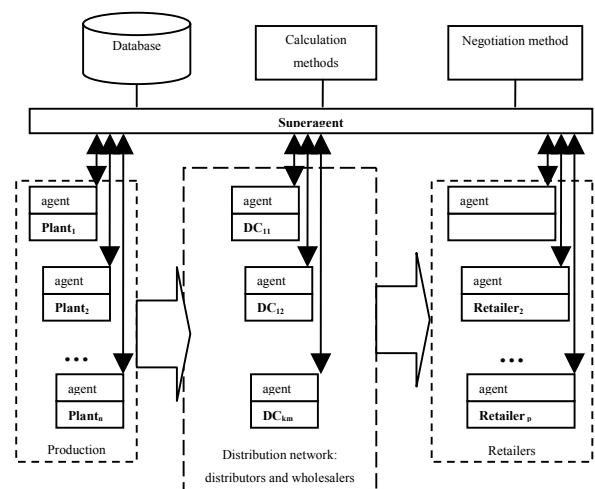 Database
Calculation
methods
Negotiation method
Superagent
agent
Plant₁
agent
Plant₂
...
agent
Plantₙ
Production
agent
DC₁₁
agent
DC₁₂
agent
DCₖₘ
Distribution network:
distributors and wholesalers
agent
agent
Retailer₂
...
agent
Retailer ₚ
Retailers